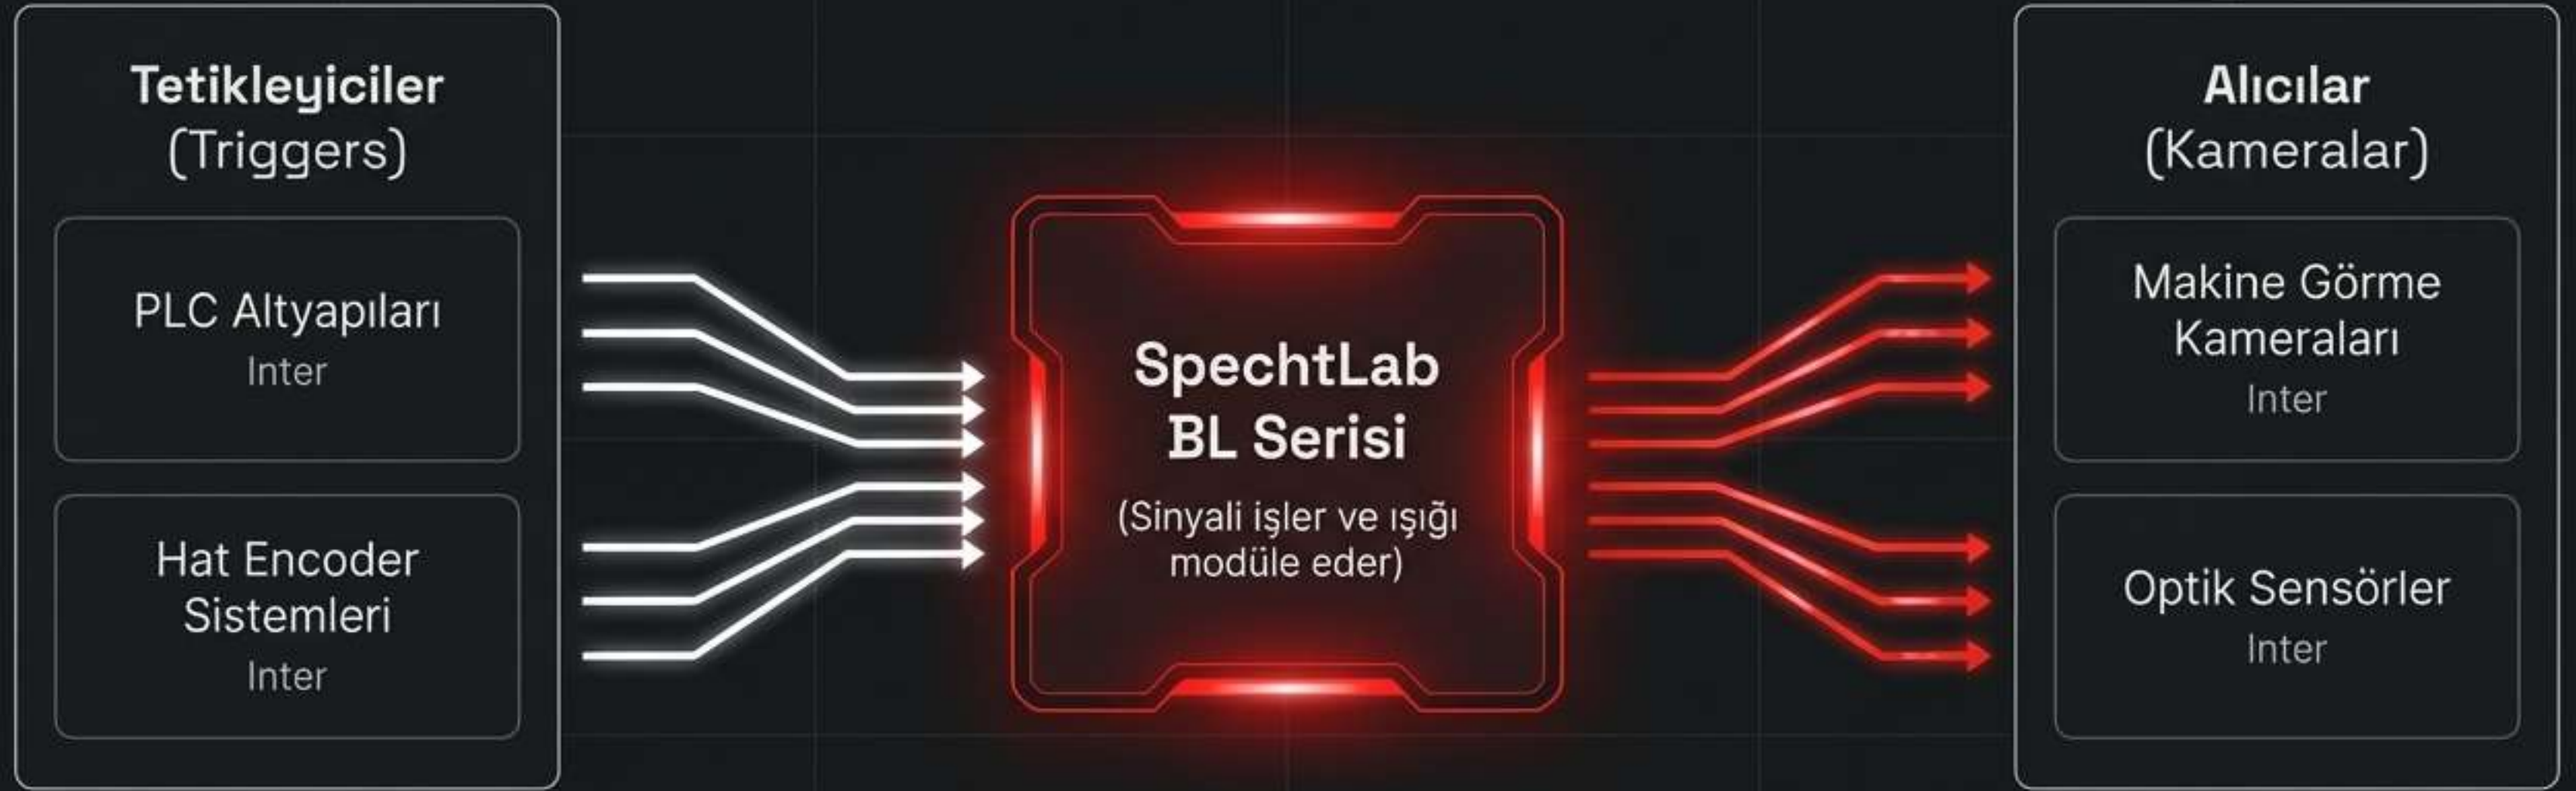 Tetikleyiciler
(Triggers)
PLC Altyapıları
Inter
Hat Encoder
Sistemleri
Inter
SpechtLab
BL Serisi
(Sinyali işler ve ışığı
modüle eder)
Alıcılar
(Kameralar)
Makine Görme
Kameraları
Inter
Optik Sensörler
Inter